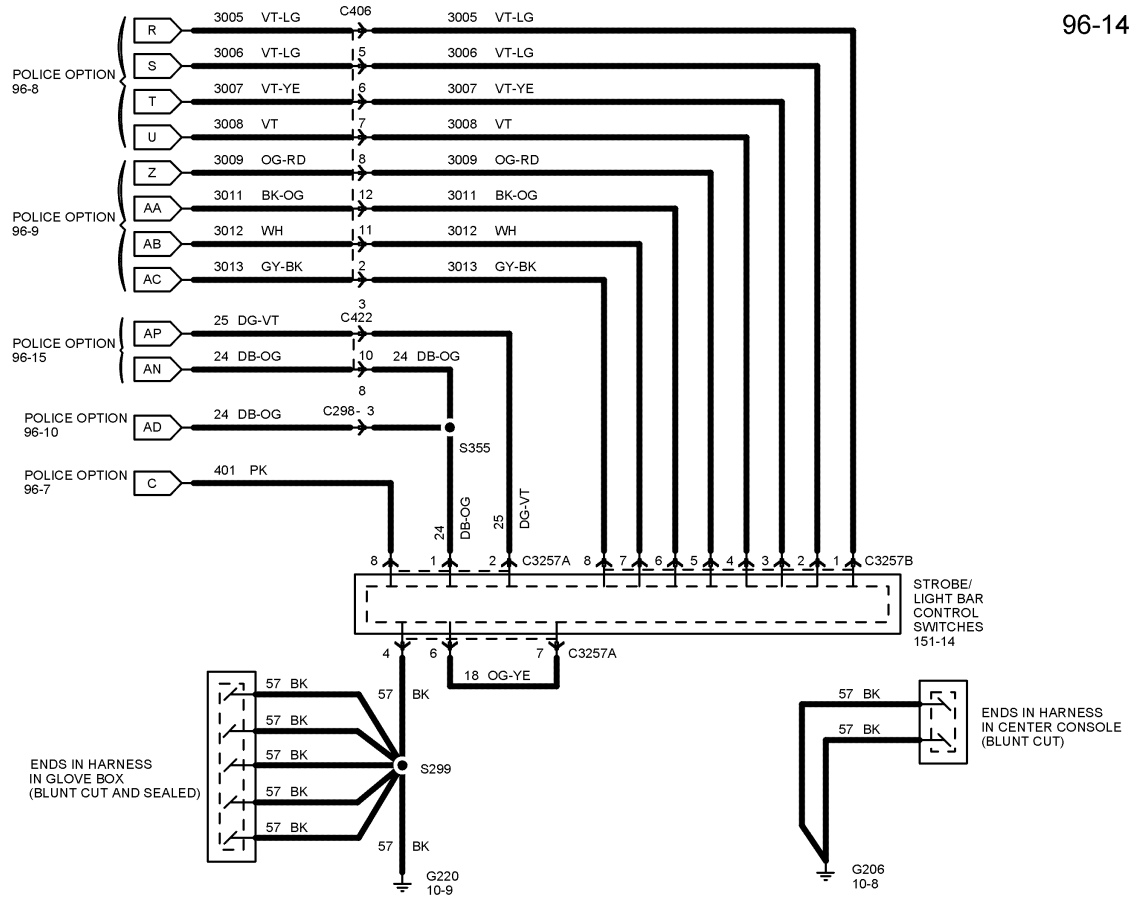 96-14
C406
R 3005 VT-LG 3005 VT-LG
S 3006 VT-LG 5 3006 VT-LG
POLICE OPTION
96-8
T 3007 VT-YE 6 3007 VT-YE
U 3008 VT 7 3008 VT
Z 3009 OG-RD 8 3009 OG-RD
AA 3011 BK-OG 12 3011 BK-OG
POLICE OPTION
96-9
AB 3012 WH 11 3012 WH
AC 3013 GY-BK 2 3013 GY-BK
3
C422
AP 25 DG-VT
POLICE OPTION
96-15
AN 24 DB-OG 10 24 DB-OG
8
POLICE OPTION
96-10
AD 24 DB-OG C298- 3
S355
POLICE OPTION
96-7
C 401 PK
24 DB-OG
25 DG-VT
8 1 2 C3257A 8 7 6 5 4 3 2 1 C3257B
STROBE/
LIGHT BAR
CONTROL
SWITCHES
151-14
4 6 7 C3257A
18 OG-YE
57 BK
57 BK
57 BK
57 BK
57 BK
57 BK
S299
57 BK
G220
10-9
ENDS IN HARNESS
IN GLOVE BOX
(BLUNT CUT AND SEALED)
57 BK
57 BK
ENDS IN HARNESS
IN CENTER CONSOLE
(BLUNT CUT)
G206
10-8